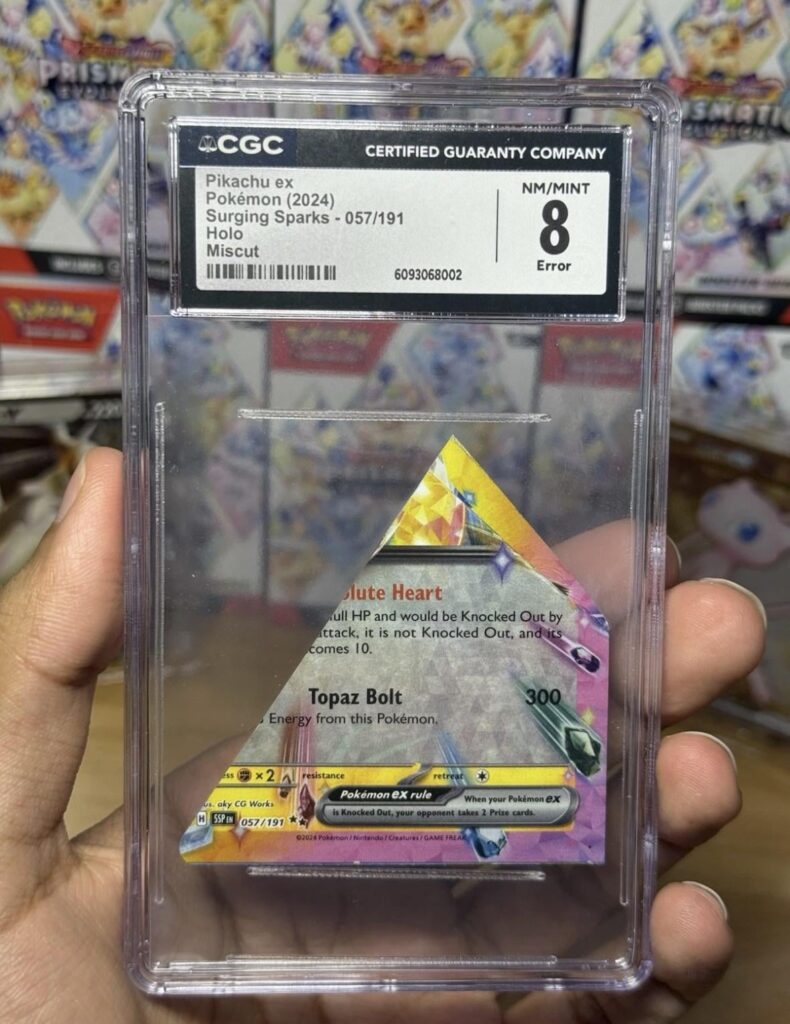 CGC
CERTIFIED GUARANTY COMPANY
Pikachu ex
Pokémon (2024)
Surging Sparks - 057/191
Holo
Miscut
6093068002
NM/MINT
8
Error
olute Heart
ull HP and would be Knocked Out by
attack, it is not Knocked Out, and its
comes 10.
Topaz Bolt 300
Energy from this Pokémon.
ess ×2 resistance retreat
us. aky CG Works
Pokémon ex rule When your Pokémon ex
is Knocked Out, your opponent takes 2 Prize cards.
H SSP EN 057/191 ★★
©2024 Pokémon / Nintendo / Creatures / GAME FREAK